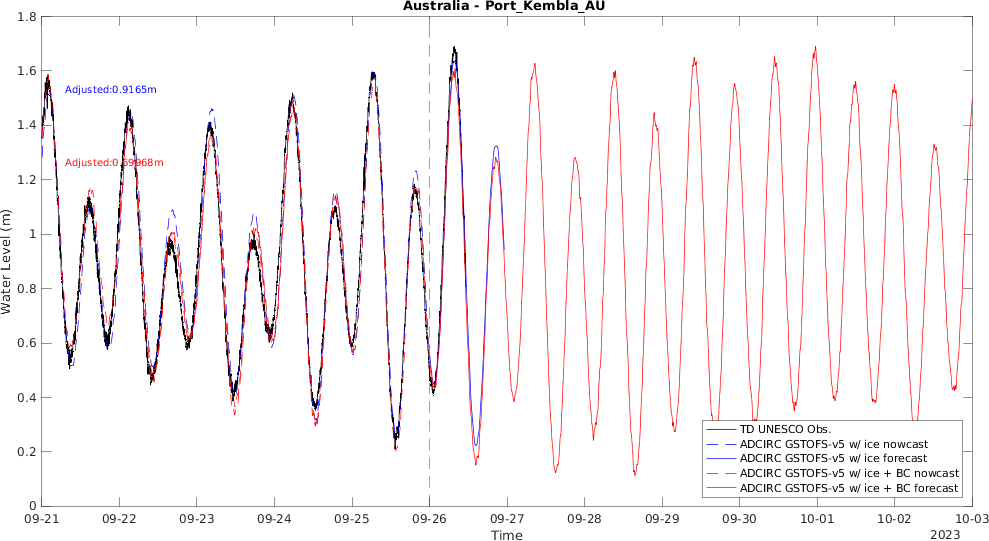 Australia - Port_Kembla_AU
1.8
1.6
1.4
1.2
1
0.8
0.6
0.4
0.2
0
Water Level (m)
Adjusted:0.9165m
Adjusted:0.69968m
TD UNESCO Obs.
ADCIRC GSTOFS-v5 w/ ice nowcast
ADCIRC GSTOFS-v5 w/ ice forecast
ADCIRC GSTOFS-v5 w/ ice + BC nowcast
ADCIRC GSTOFS-v5 w/ ice + BC forecast
09-21 09-22 09-23 09-24 09-25 09-26 09-27 09-28 09-29 09-30 10-01 10-02 10-03
Time
2023